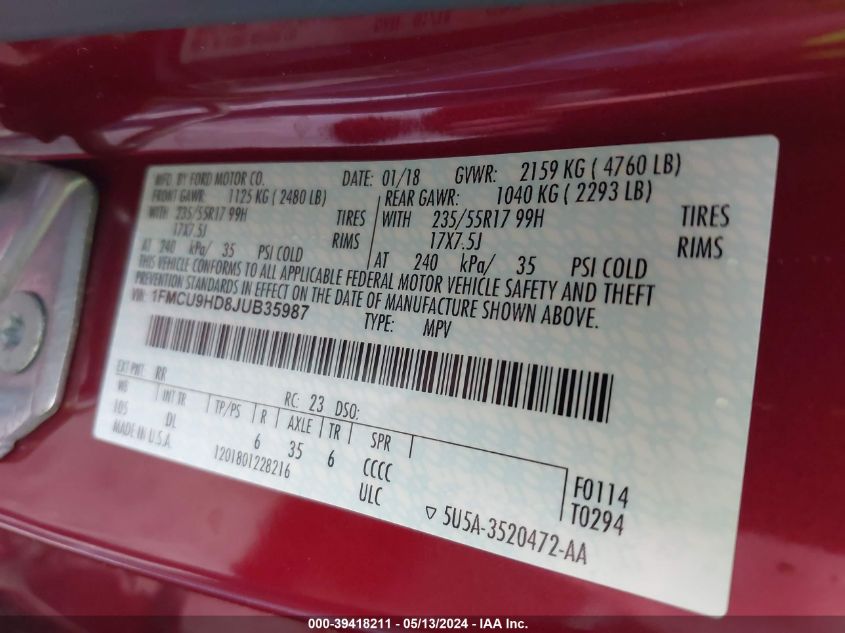 MFD. BY FORD MOTOR CO.
DATE: 01/18 GVWR: 2159 KG ( 4760 LB)
FRONT GAWR: 1125 KG ( 2480 LB)
REAR GAWR: 1040 KG ( 2293 LB)
WITH 235/55R17 99H TIRES
WITH 235/55R17 99H TIRES
17X7.5J RIMS
17X7.5J RIMS
AT 240 kPa/ 35 PSI COLD
AT 240 kPa/ 35 PSI COLD
THIS VEHICLE CONFORMS TO ALL APPLICABLE FEDERAL MOTOR VEHICLE SAFETY AND THEFT
PREVENTION STANDARDS IN EFFECT ON THE DATE OF MANUFACTURE SHOWN ABOVE.
VIN: 1FMCU9HD8JUB35987
TYPE: MPV
EXT PNT: RR RC: 23 DSO:
WB INT TR TP/PS R AXLE TR SPR
105 DL 6 35 6 CCCC
MADE IN U.S.A. 1201801228216 ULC
F0114
T0294
5U5A-3520472-AA
000-39418211 - 05/13/2024 - IAA Inc.